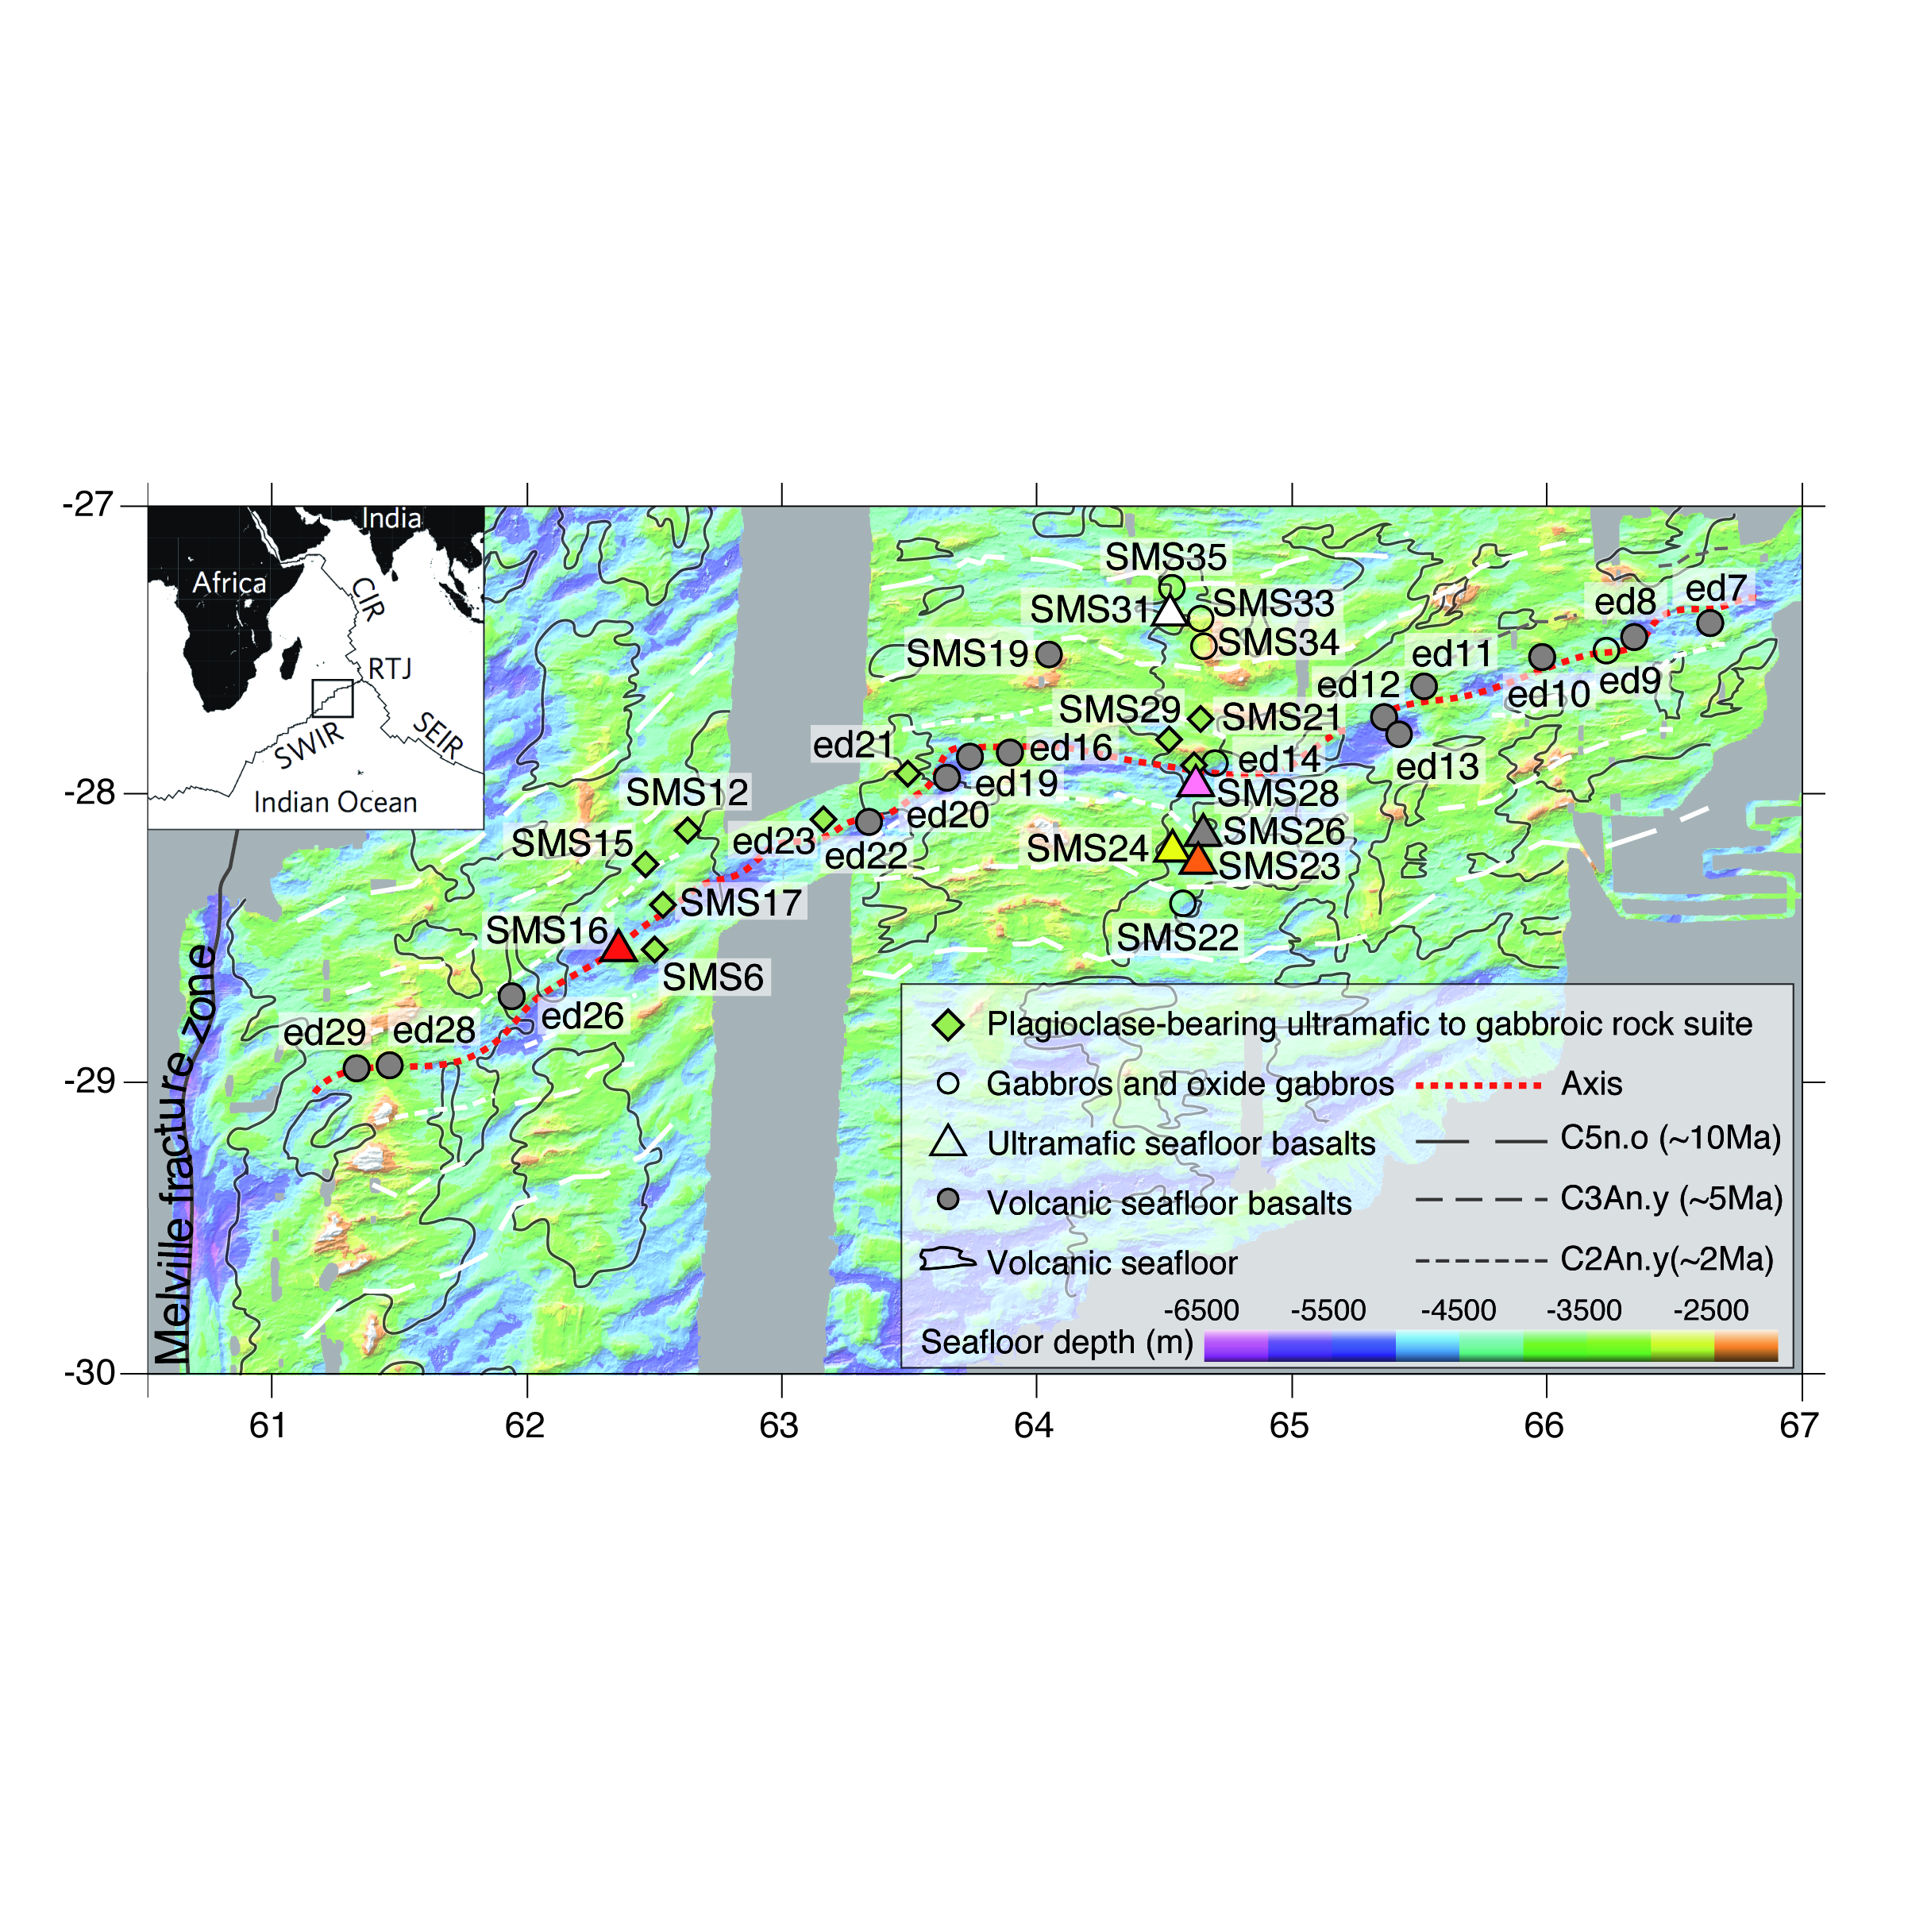 -27
-28
-29
-30
61
62
63
64
65
66
67
India
Africa
CIR
RTJ
SWIR
SEIR
Indian Ocean
Melville fracture zone
SMS35
SMS31
SMS33
SMS34
SMS19
SMS29
SMS21
ed7
ed8
ed9
ed10
ed11
ed12
ed13
ed14
ed16
ed19
ed20
ed21
ed22
ed23
SMS28
SMS26
SMS24
SMS23
SMS22
SMS12
SMS15
SMS17
SMS16
SMS6
ed26
ed28
ed29
Plagioclase-bearing ultramafic to gabbroic rock suite
Gabbros and oxide gabbros
Axis
Ultramafic seafloor basalts
C5n.o (~10Ma)
Volcanic seafloor basalts
C3An.y (~5Ma)
Volcanic seafloor
C2An.y(~2Ma)
-6500 -5500 -4500 -3500 -2500
Seafloor depth (m)